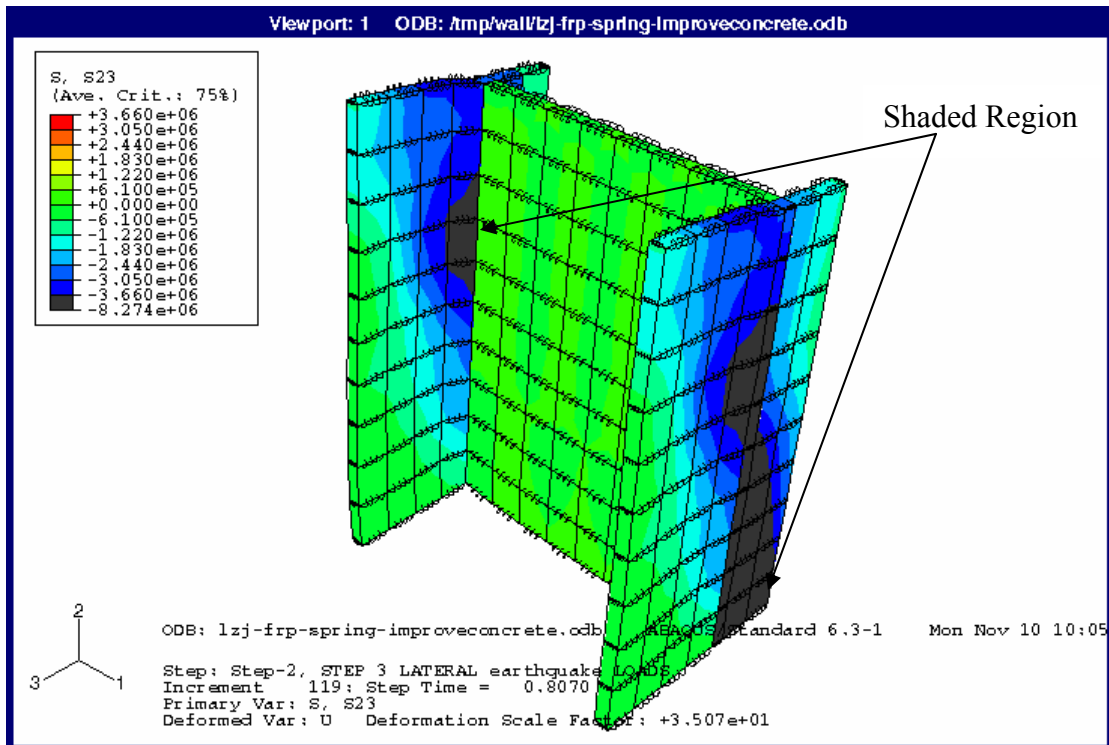 Viewport: 1 ODB: /tmp/wall/lzj-frp-spring-improveconcrete.odb
S, S23
(Ave. Crit.: 75%)
+3.660e+06
+3.050e+06
+2.440e+06
+1.830e+06
+1.220e+06
+6.100e+05
+0.000e+00
-6.100e+05
-1.220e+06
-1.830e+06
-2.440e+06
-3.050e+06
-3.660e+06
-8.274e+06
Shaded Region
2
3
1
ODB: lzj-frp-spring-improveconcrete.odb ABAQUS/Standard 6.3-1 Mon Nov 10 10:05
Step: Step-2, STEP 3 LATERAL earthquake LOADS
Increment 119: Step Time = 0.8070
Primary Var: S, S23
Deformed Var: U Deformation Scale Factor: +3.507e+01